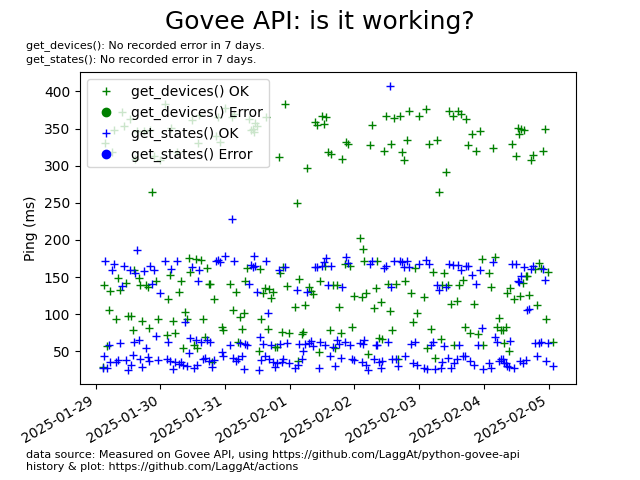 Govee API: is it working?
get_devices(): No recorded error in 7 days.
get_states(): No recorded error in 7 days.
get_devices() OK
get_devices() Error
get_states() OK
get_states() Error
Ping (ms)
400
350
300
250
200
150
100
50
2025-01-29
2025-01-30
2025-01-31
2025-02-01
2025-02-02
2025-02-03
2025-02-04
2025-02-05
data source: Measured on Govee API, using https://github.com/LaggAt/python-govee-api
history & plot: https://github.com/LaggAt/actions